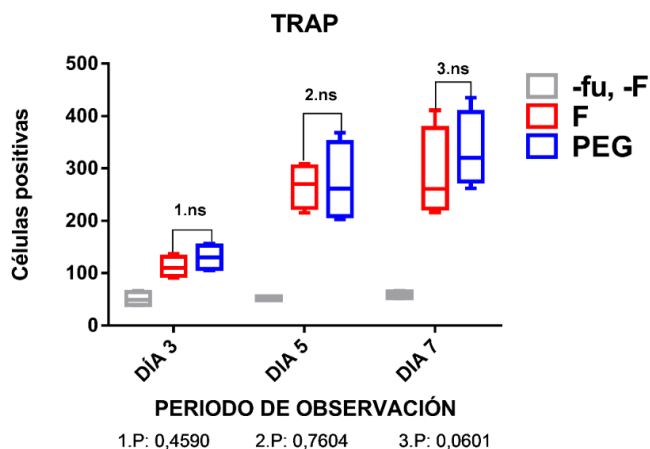 TRAP
Células positivas
500
400
300
200
100
0
1.ns
2.ns
3.ns
-fu, -F
F
PEG
DÍA 3
DIA 5
DIA 7
PERIODO DE OBSERVACIÓN
1.P: 0,4590 2.P: 0,7604 3.P: 0,0601